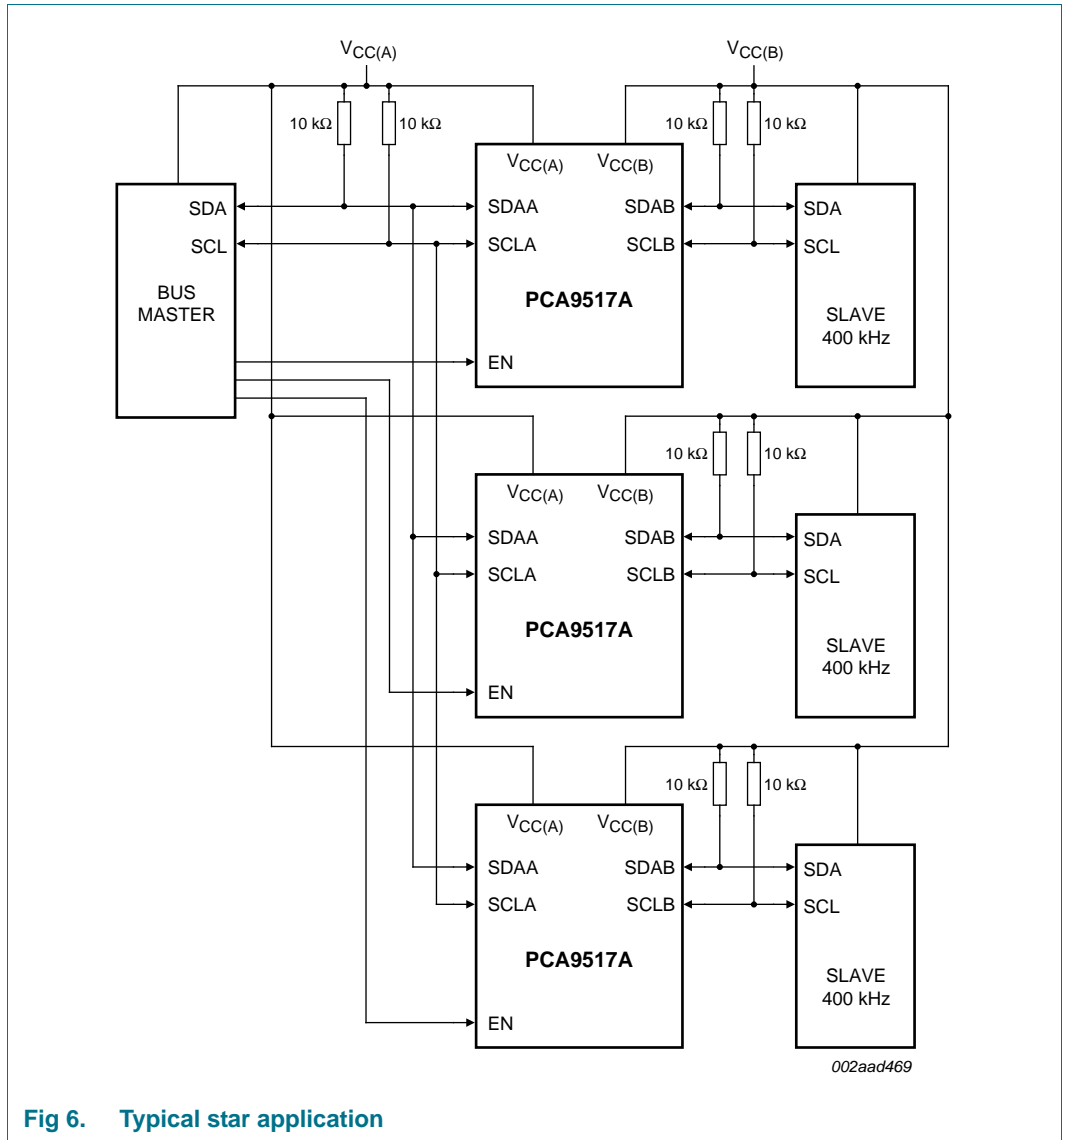 VCC(A) VCC(B)
10 kΩ 10 kΩ 10 kΩ 10 kΩ
VCC(A) VCC(B)
SDA SDAA SDAB SDA
SCL SCLA SCLB SCL
BUS
MASTER
PCA9517A
SLAVE
400 kHz
EN
10 kΩ 10 kΩ
VCC(A) VCC(B)
SDAA SDAB SDA
SCLA SCLB SCL
PCA9517A
SLAVE
400 kHz
EN
10 kΩ 10 kΩ
VCC(A) VCC(B)
SDAA SDAB SDA
SCLA SCLB SCL
PCA9517A
SLAVE
400 kHz
EN
002aad469
Fig 6. Typical star application